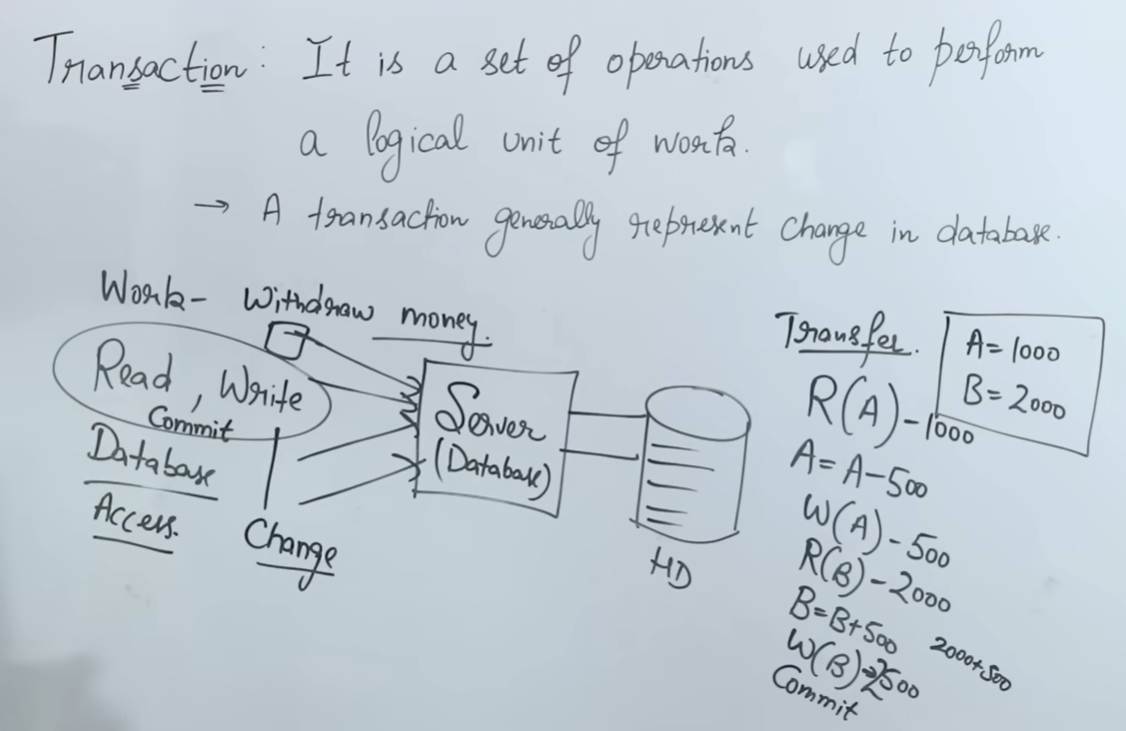 Transaction: It is a set of operations used to perform
a logical unit of work.
→ A transaction generally represent change in database.
Work - Withdraw money.
Read, Write
Commit
Database
Access.
Change
Server
(Database)
HD
Transfer.
A = 1000
B = 2000
R(A) - 1000
A = A - 500
W(A) - 500
R(B) - 2000
B = B + 500 2000+500
W(B) 2500
Commit